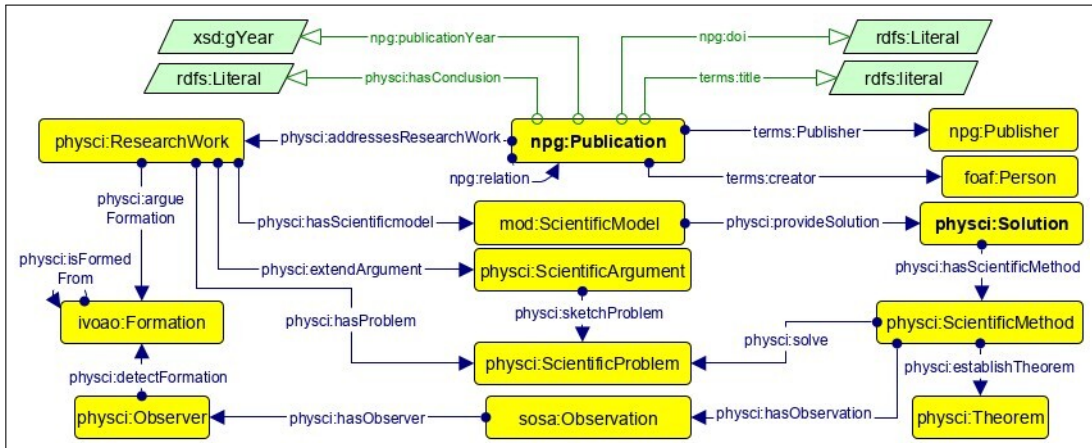 xsd:gYear
npg:publicationYear
npg:doi
rdfs:Literal
rdfs:Literal
physci:hasConclusion
terms:title
rdfs:literal
physci:ResearchWork
physci:addressesResearchWork
npg:Publication
terms:Publisher
npg:Publisher
npg:relation
terms:creator
foaf:Person
physci:argue
Formation
physci:hasScientificmodel
mod:ScientificModel
physci:provideSolution
physci:Solution
physci:isFormed
From
physci:extendArgument
physci:ScientificArgument
physci:hasScientificMethod
ivoao:Formation
physci:hasProblem
physci:sketchProblem
physci:solve
physci:ScientificMethod
physci:detectFormation
physci:ScientificProblem
physci:establishTheorem
physci:Observer
physci:hasObserver
sosa:Observation
physci:hasObservation
physci:Theorem